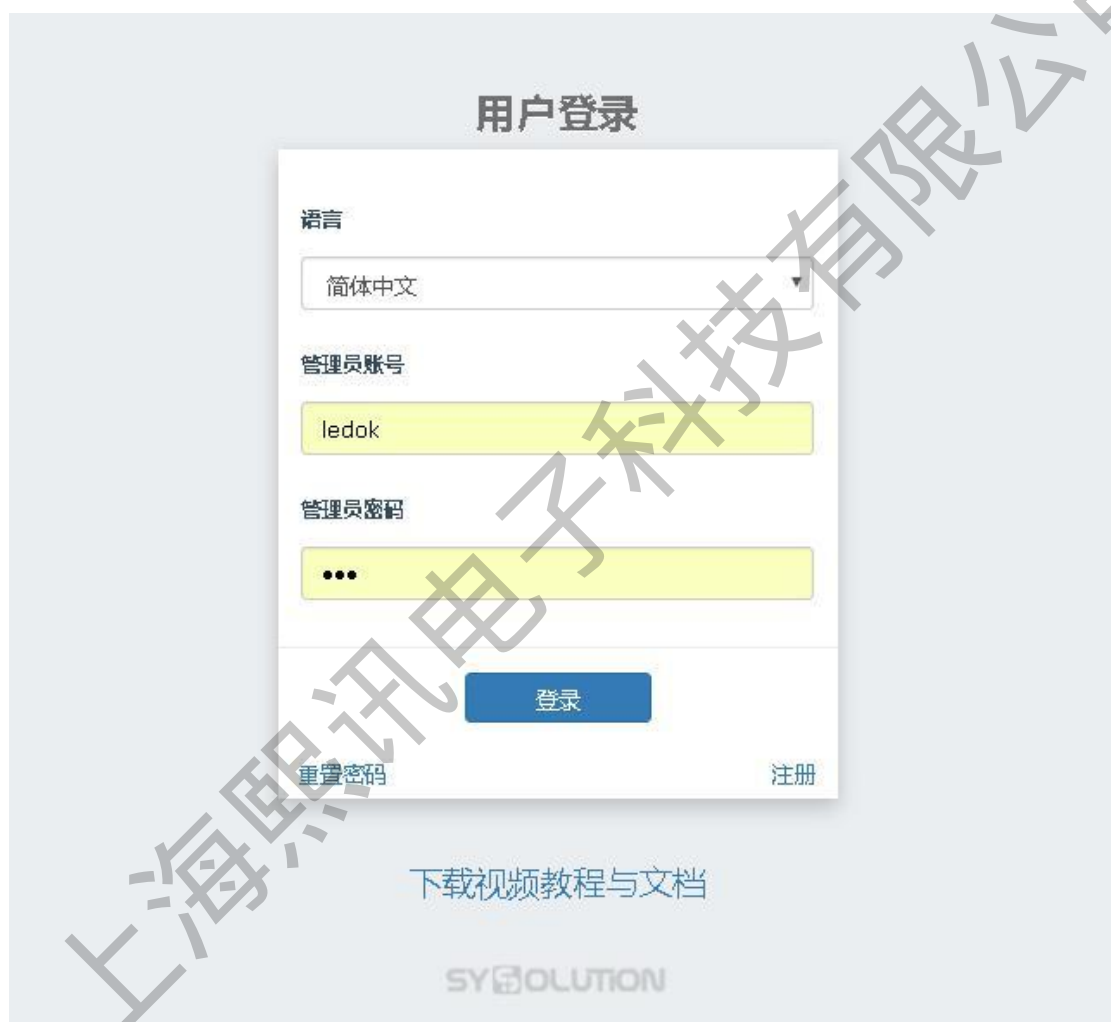 用户登录
语言
简体中文
管理员账号
ledok
管理员密码
•••
登录
重置密码 注册
下载视频教程与文档
SYSOLUTION
上海熙讯电子科技有限公司